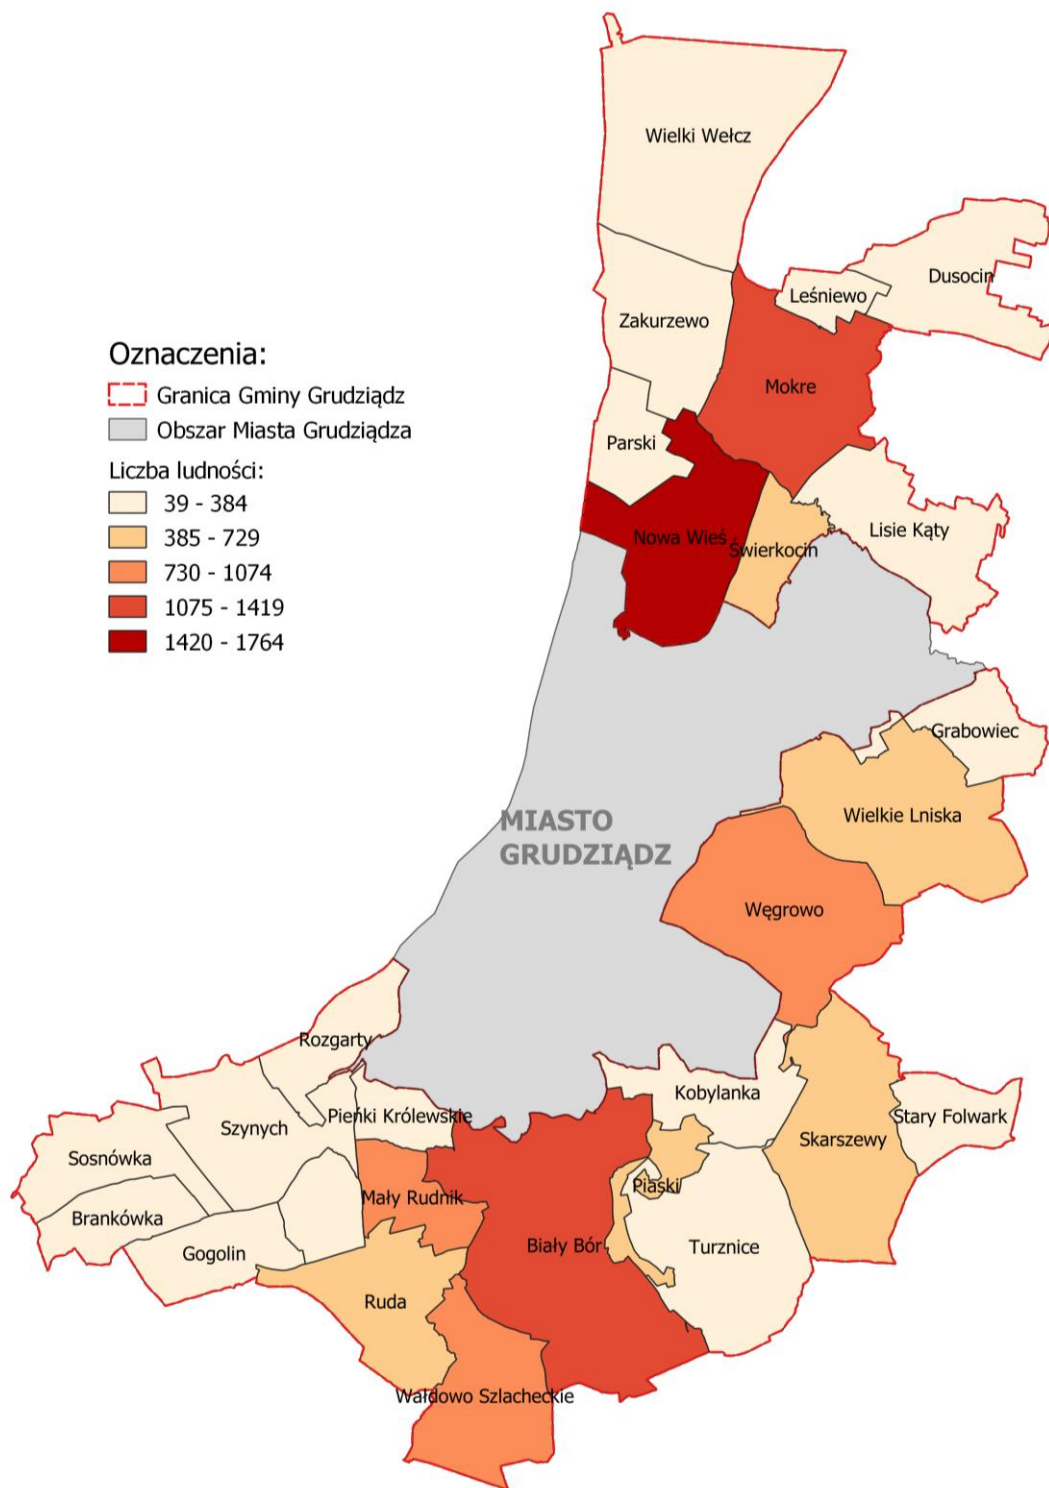 Wielki Wełcz
Dusocin
Leśniewo
Zakurzewo
Oznaczenia:
Granica Gminy Grudziądz
Obszar Miasta Grudziądza
Liczba ludności:
39 - 384
385 - 729
730 - 1074
1075 - 1419
1420 - 1764
Mokre
Parski
Lisie Kąty
Nowa Wieś
Świerkocin
Grabowiec
Wielkie Lniska
MIASTO
GRUDZIĄDZ
Węgrowo
Rozgarty
Kobylanka
Pieńki Królewskie
Stary Folwark
Szynych
Skarszewy
Sosnówka
Piaski
Mały Rudnik
Brankówka
Biały Bór
Turznice
Gogolin
Ruda
Wałdowo Szlacheckie